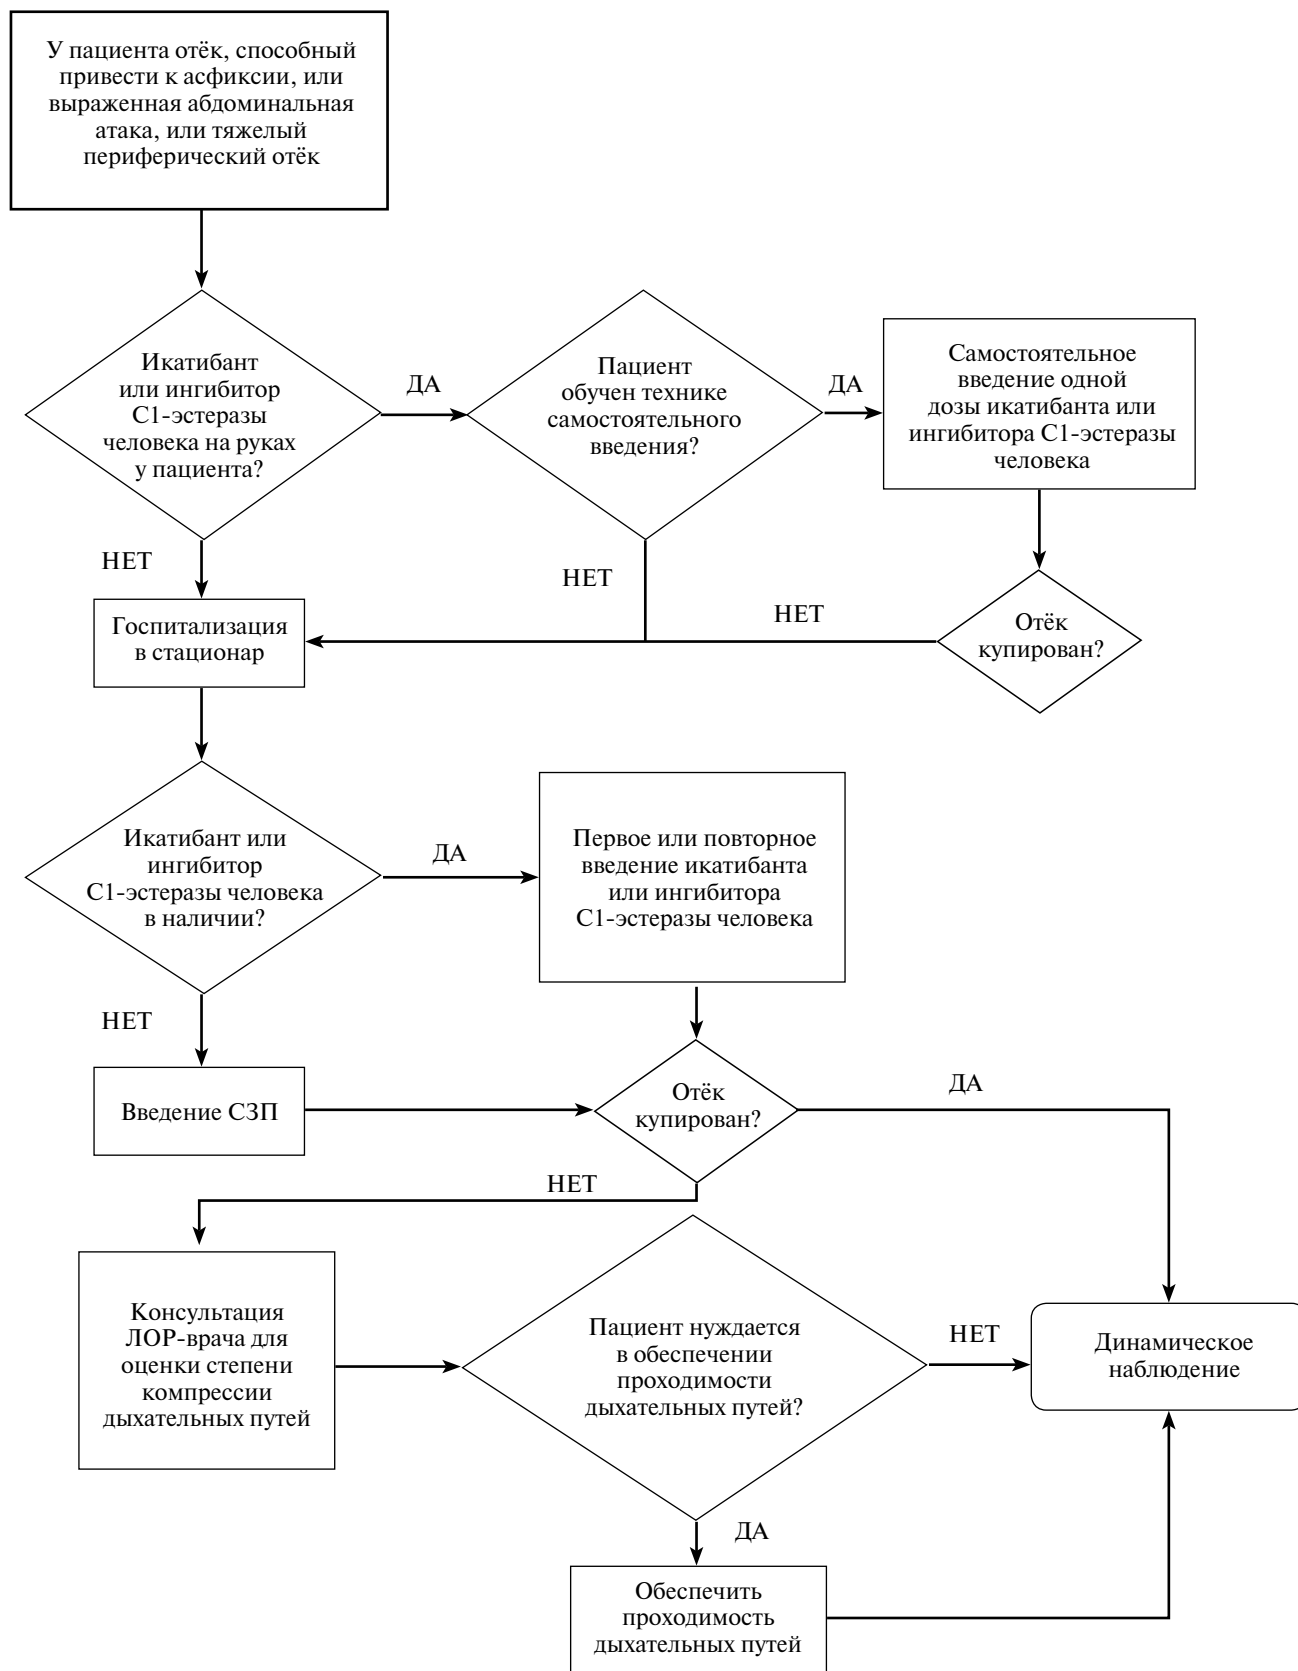 У пациента отёк, способный
привести к асфиксии, или
выраженная абдоминальная
атака, или тяжелый
периферический отёк
Икатибант
или ингибитор
С1-эстеразы
человека на руках
у пациента?
ДА
Пациент
обучен технике
самостоятельного
введения?
ДА
Самостоятельное
введение одной
дозы икатибанта или
ингибитора С1-эстеразы
человека
НЕТ
НЕТ
НЕТ
Отёк
купирован?
Госпитализация
в стационар
Икатибант или
ингибитор
С1-эстеразы человека
в наличии?
ДА
Первое или повторное
введение икатибанта
или ингибитора
С1-эстеразы человека
НЕТ
Введение СЗП
Отёк
купирован?
ДА
НЕТ
Консультация
ЛОР-врача для
оценки степени
компрессии
дыхательных путей
Пациент нуждается
в обеспечении
проходимости
дыхательных путей?
НЕТ
Динамическое
наблюдение
ДА
Обеспечить
проходимость
дыхательных путей